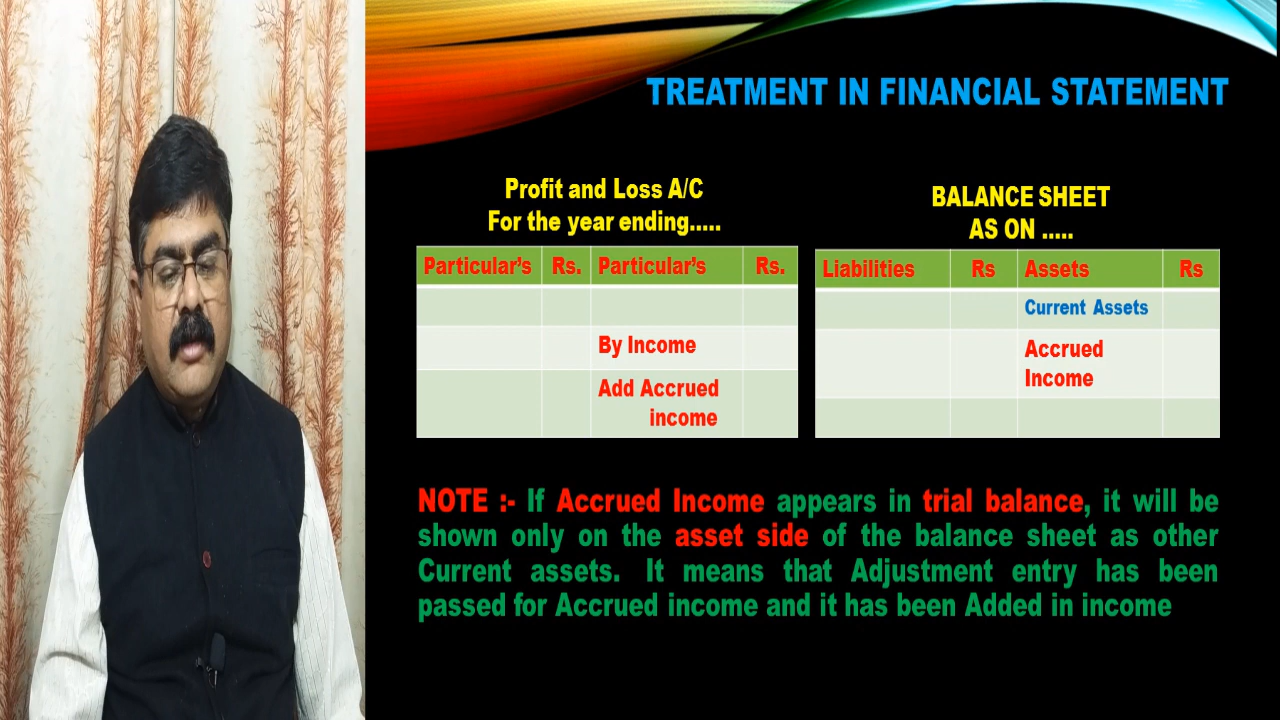 TREATMENT IN FINANCIAL STATEMENT
Profit and Loss A/C
For the year ending.....
Particular's Rs. Particular's Rs.
By Income
Add Accrued
income
BALANCE SHEET
AS ON .....
Liabilities Rs Assets Rs
Current Assets
Accrued
Income
NOTE :- If Accrued Income appears in trial balance, it will be
shown only on the asset side of the balance sheet as other
Current assets. It means that Adjustment entry has been
passed for Accrued income and it has been Added in income